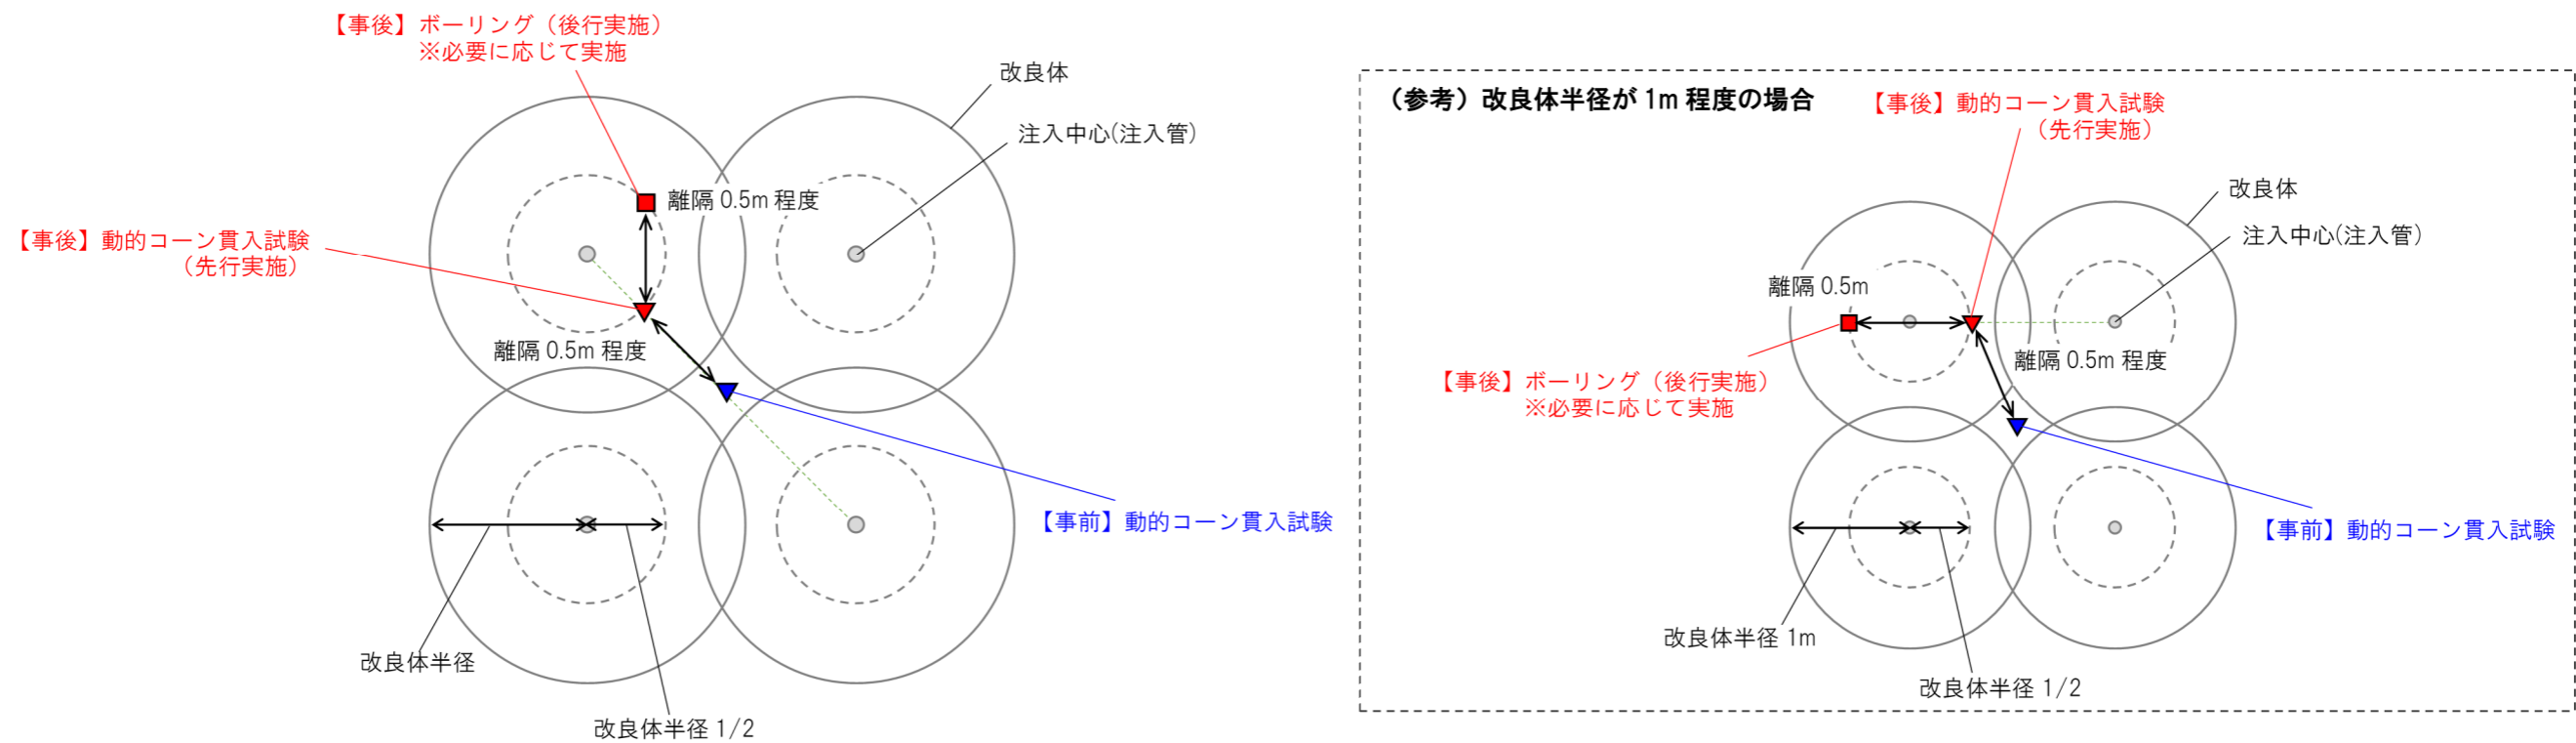 【事後】ボーリング（後行実施）
※必要に応じて実施
改良体
注入中心(注入管)
離隔 0.5m 程度
【事後】動的コーン貫入試験
（先行実施）
離隔 0.5m 程度
【事前】動的コーン貫入試験
改良体半径
改良体半径 1/2
（参考）改良体半径が 1m 程度の場合
【事後】動的コーン貫入試験
（先行実施）
改良体
注入中心(注入管)
離隔 0.5m
離隔 0.5m 程度
【事後】ボーリング（後行実施）
※必要に応じて実施
【事前】動的コーン貫入試験
改良体半径 1m
改良体半径 1/2